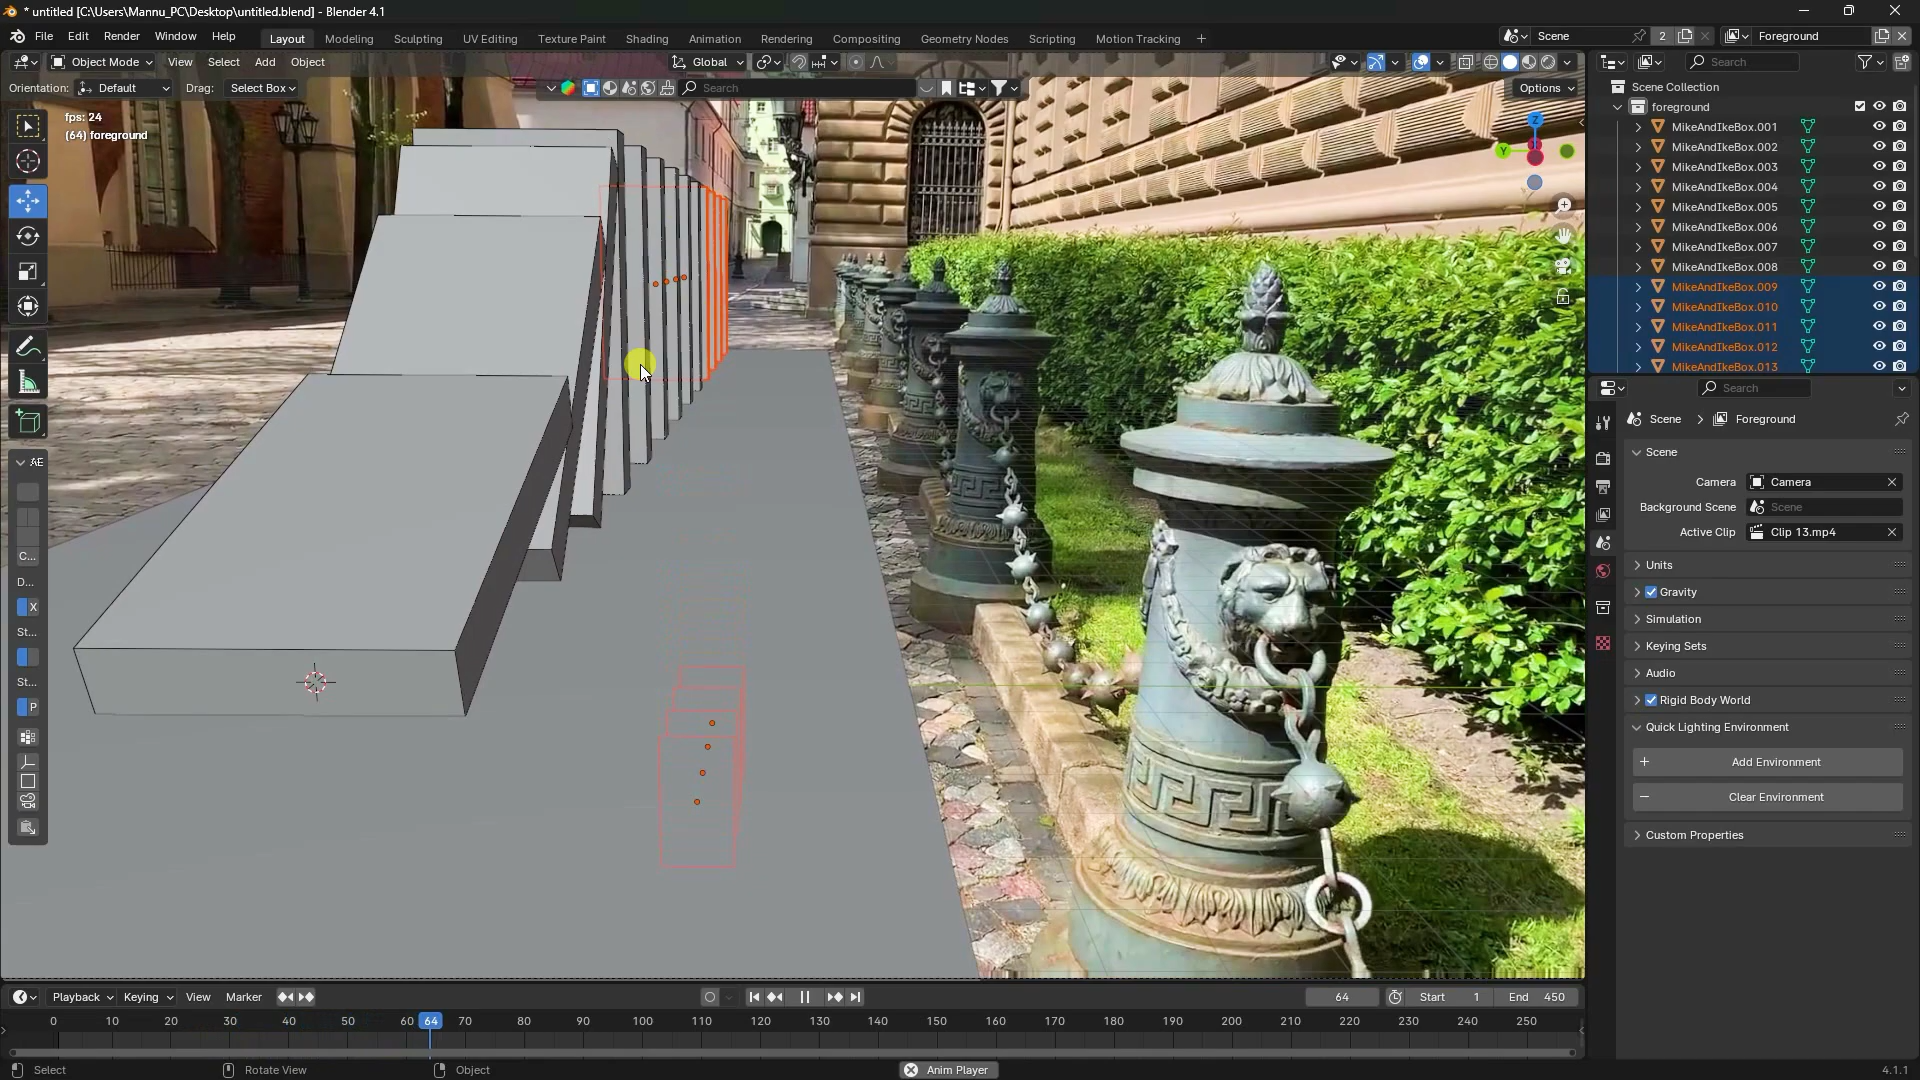 * untitled [C:\Users\Mannu_PC\Desktop\untitled.blend] - Blender 4.1
File Edit Render Window Help
Layout Modeling Sculpting UV Editing Texture Paint Shading Animation Rendering Compositing Geometry Nodes Scripting Motion Tracking +
Scene 2 Foreground
Object Mode View Select Add Object
Global
Search
Orientation: Default Drag: Select Box
Search
Options
fps: 24
(64) foreground
Z
Y
Scene Collection
foreground
MikeAndIkeBox.001
MikeAndIkeBox.002
MikeAndIkeBox.003
MikeAndIkeBox.004
MikeAndIkeBox.005
MikeAndIkeBox.006
MikeAndIkeBox.007
MikeAndIkeBox.008
MikeAndIkeBox.009
MikeAndIkeBox.010
MikeAndIkeBox.011
MikeAndIkeBox.012
MikeAndIkeBox.013
Search
Scene > Foreground
Scene
Camera Camera
Background Scene Scene
Active Clip Clip 13.mp4
Units
Gravity
Simulation
Keying Sets
Audio
Rigid Body World
Quick Lighting Environment
Add Environment
Clear Environment
Custom Properties
AE
C...
D...
X
St...
St...
P
Playback Keying View Marker
64 Start 1 End 450
0 10 20 30 40 50 60 64 70 80 90 100 110 120 130 140 150 160 170 180 190 200 210 220 230 240 250
Select Rotate View Object Anim Player 4.1.1